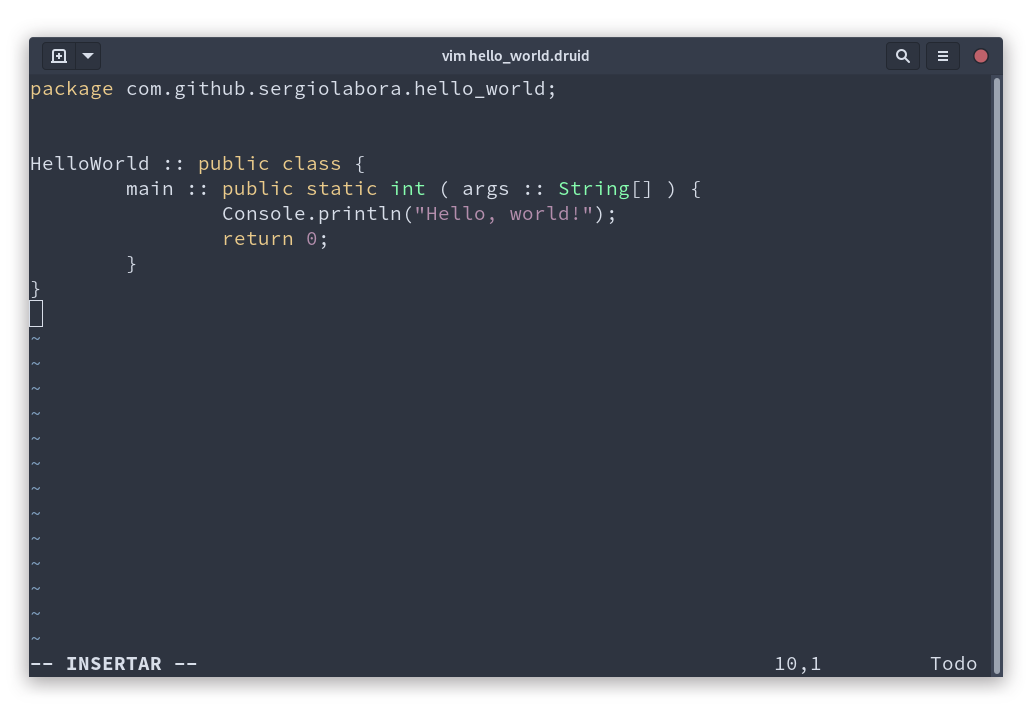 vim hello_world.druid
package com.github.sergiolabora.hello_world;
HelloWorld :: public class {
        main :: public static int ( args :: String[] ) {
                Console.println("Hello, world!");
                return 0;
        }
}
~
~
~
~
~
~
~
~
~
~
~
~
~
-- INSERTAR -- 10,1 Todo